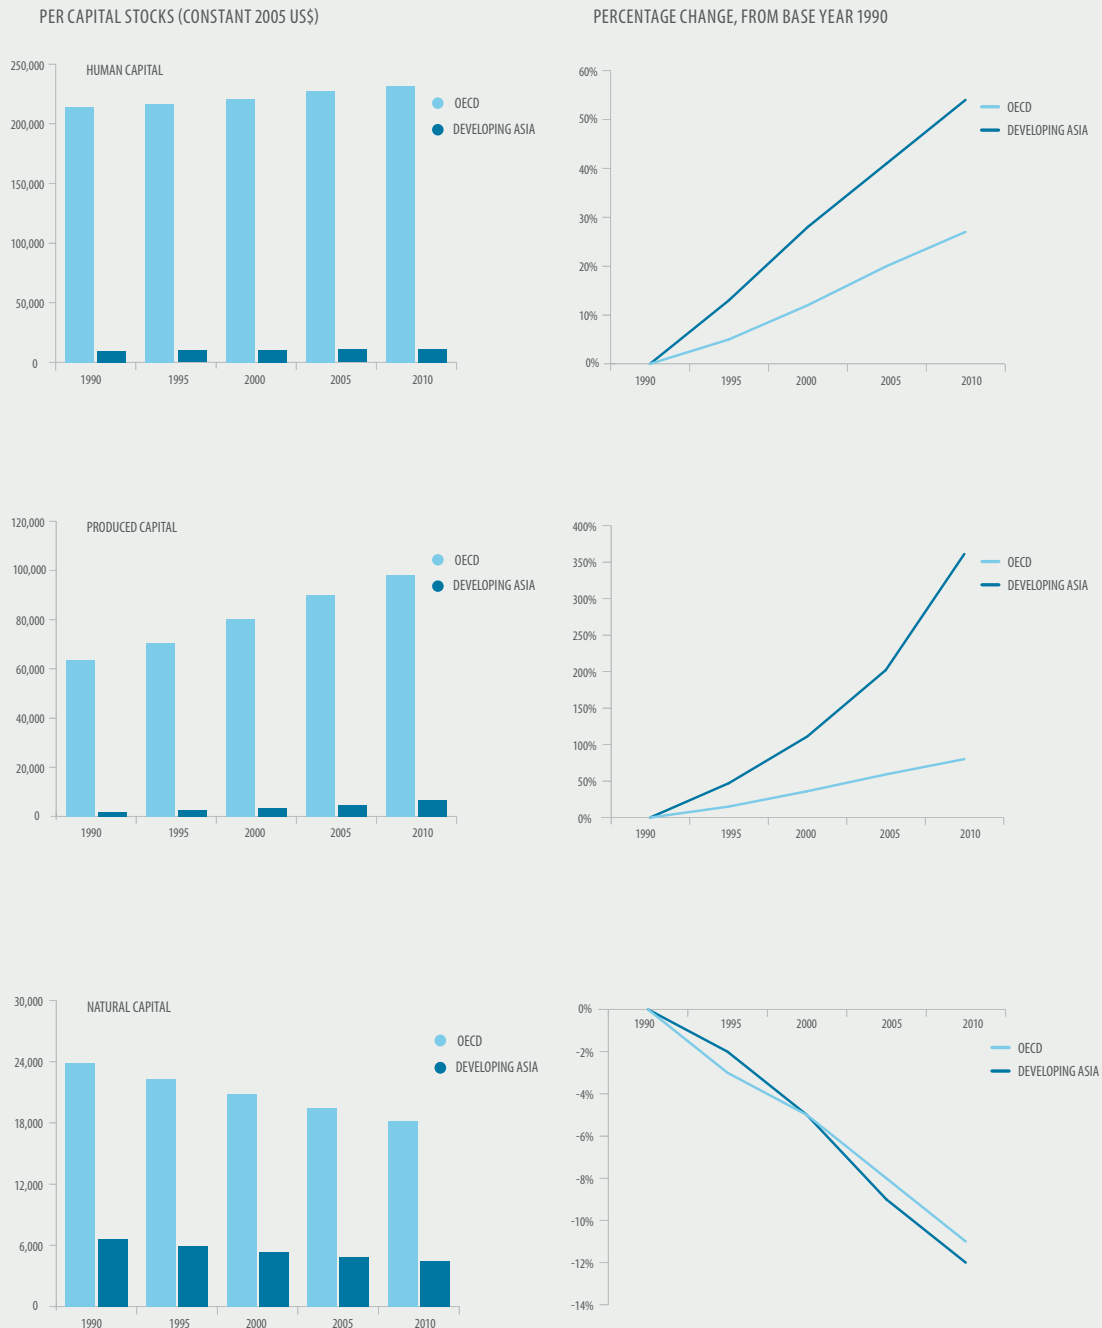 PER CAPITAL STOCKS (CONSTANT 2005 US$)
PERCENTAGE CHANGE, FROM BASE YEAR 1990
HUMAN CAPITAL
250,000
200,000
150,000
100,000
50,000
0
1990 1995 2000 2005 2010
OECD
DEVELOPING ASIA
60%
50%
40%
30%
20%
10%
0%
1990 1995 2000 2005 2010
OECD
DEVELOPING ASIA
PRODUCED CAPITAL
120,000
100,000
80,000
60,000
40,000
20,000
0
1990 1995 2000 2005 2010
OECD
DEVELOPING ASIA
400%
350%
300%
250%
200%
150%
100%
50%
0%
1990 1995 2000 2005 2010
OECD
DEVELOPING ASIA
NATURAL CAPITAL
30,000
24,000
18,000
12,000
6,000
0
1990 1995 2000 2005 2010
OECD
DEVELOPING ASIA
0%
1990 1995 2000 2005 2010
-2%
-4%
-6%
-8%
-10%
-12%
-14%
OECD
DEVELOPING ASIA